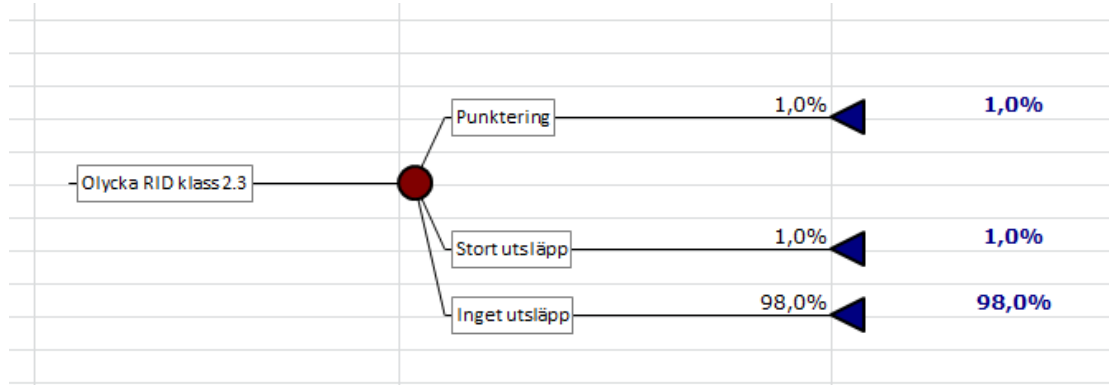 Punktering 1,0% 1,0%
Olycka RID klass 2.3
Stort utsläpp 1,0% 1,0%
Inget utsläpp 98,0% 98,0%